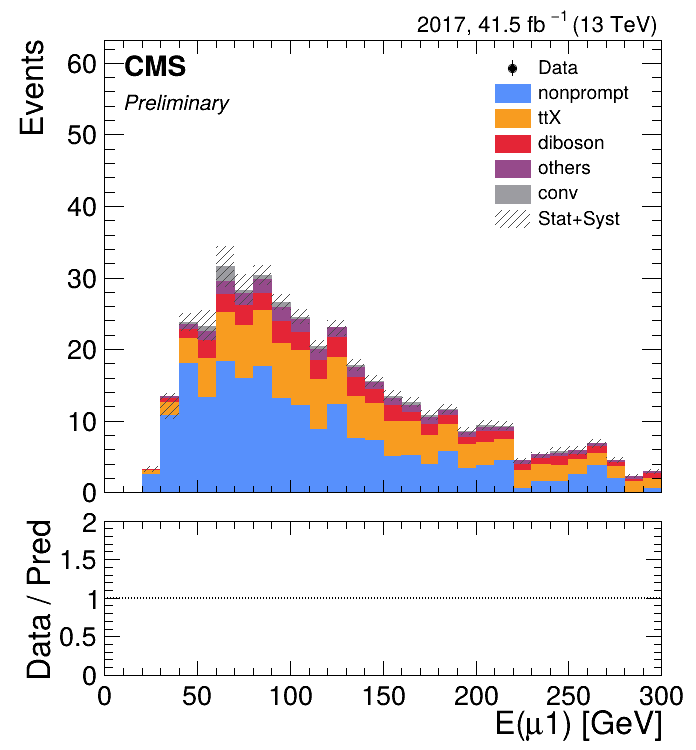 2017, 41.5 fb⁻¹ (13 TeV)
CMS
Preliminary
Events
60
50
40
30
20
10
0
Data
nonprompt
ttX
diboson
others
conv
Stat+Syst
Data / Pred
2
1.5
1
0.5
0
0 50 100 150 200 250 300
E(μ1) [GeV]